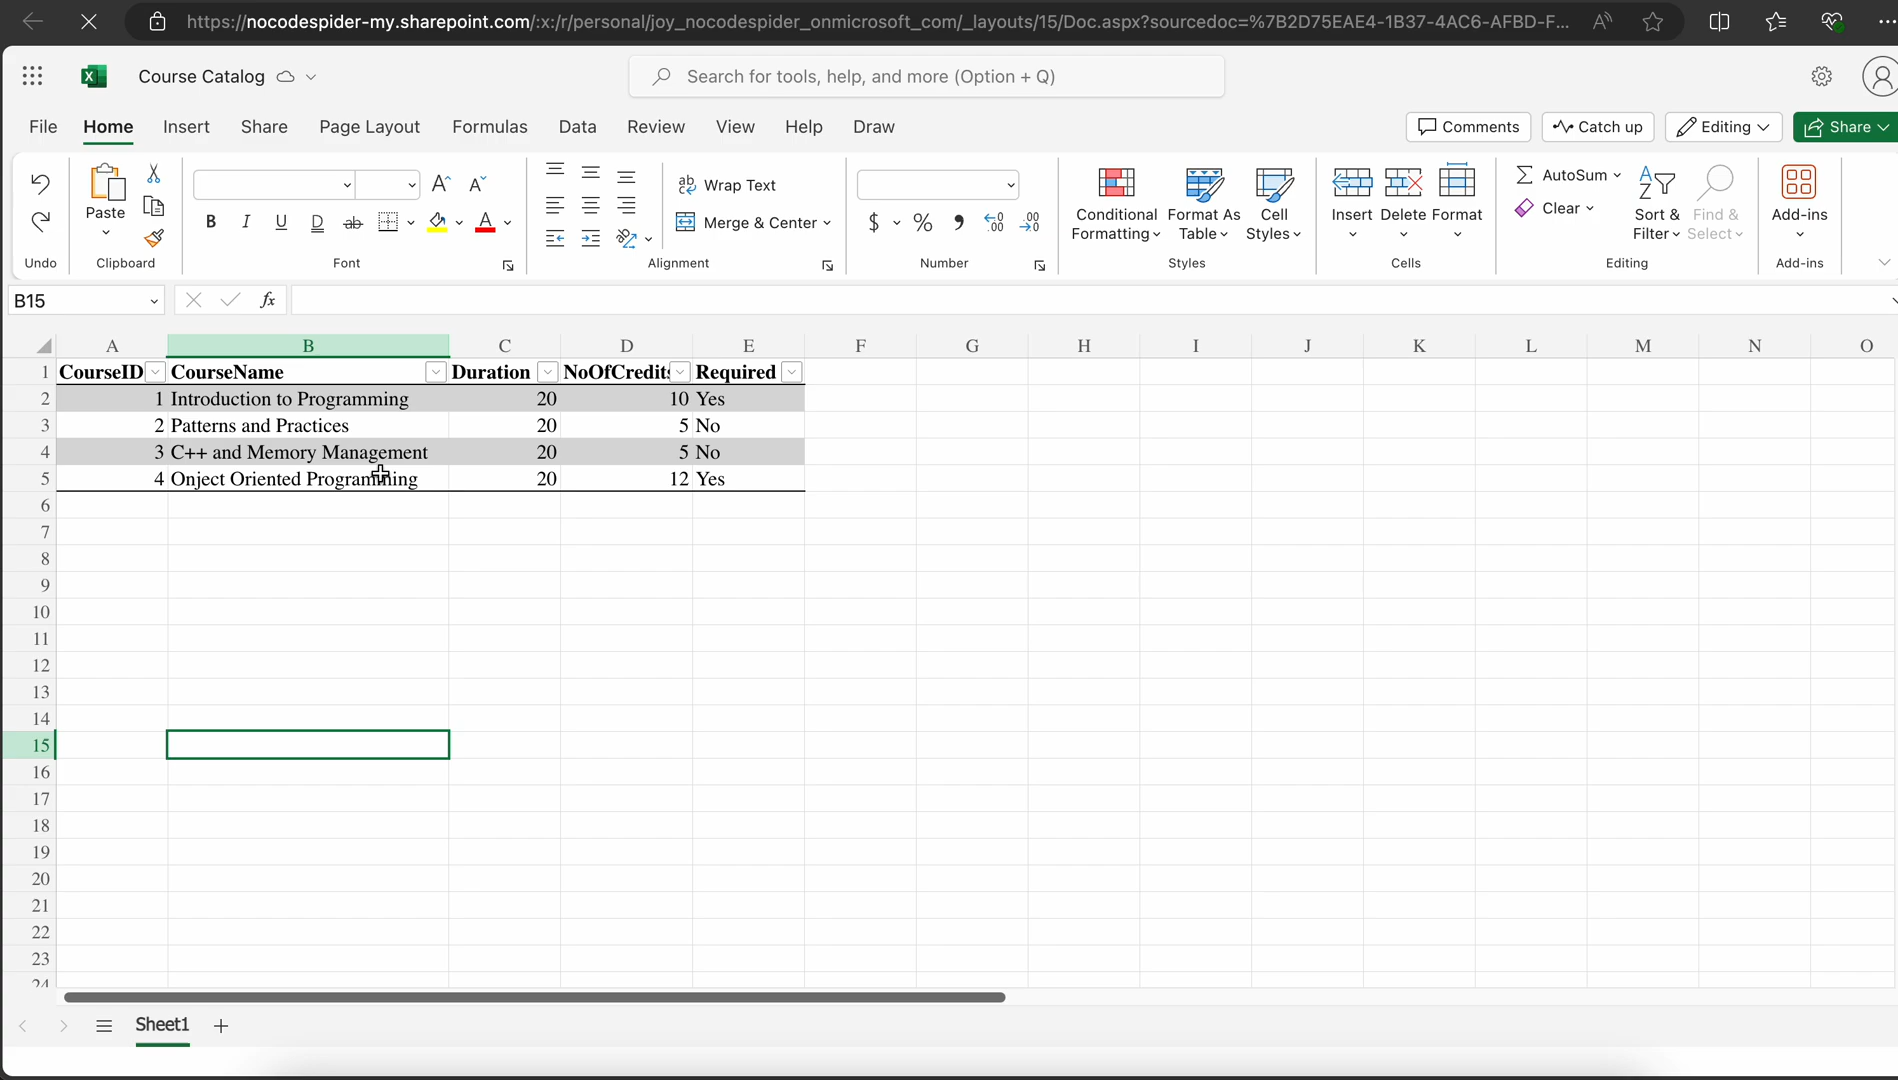 https://nocodespider-my.sharepoint.com/:x:/r/personal/joy_nocodespider_onmicrosoft_com/_layouts/15/Doc.aspx?sourcedoc=%7B2D75EAE4-1B37-4AC6-AFBD-F...
Course Catalog
Search for tools, help, and more (Option + Q)
File Home Insert Share Page Layout Formulas Data Review View Help Draw
Comments Catch up Editing Share
Paste
Wrap Text
Merge & Center
Conditional Formatting
Format As Table
Cell Styles
Insert Delete Format
AutoSum
Clear
Sort & Filter
Find & Select
Add-ins
Undo Clipboard Font Alignment Number Styles Cells Editing Add-ins
B15 fx
A B C D E F G H I J K L M N O
1 CourseID CourseName Duration NoOfCredits Required
2 1 Introduction to Programming 20 10 Yes
3 2 Patterns and Practices 20 5 No
4 3 C++ and Memory Management 20 5 No
5 4 Onject Oriented Programming 20 12 Yes
6
7
8
9
10
11
12
13
14
15
16
17
18
19
20
21
22
23
24
Sheet1